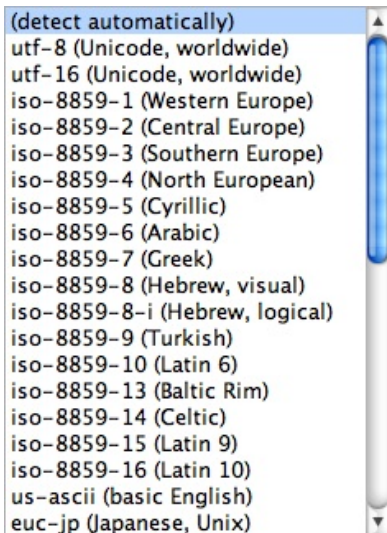 (detect automatically)
utf-8 (Unicode, worldwide)
utf-16 (Unicode, worldwide)
iso-8859-1 (Western Europe)
iso-8859-2 (Central Europe)
iso-8859-3 (Southern Europe)
iso-8859-4 (North European)
iso-8859-5 (Cyrillic)
iso-8859-6 (Arabic)
iso-8859-7 (Greek)
iso-8859-8 (Hebrew, visual)
iso-8859-8-i (Hebrew, logical)
iso-8859-9 (Turkish)
iso-8859-10 (Latin 6)
iso-8859-13 (Baltic Rim)
iso-8859-14 (Celtic)
iso-8859-15 (Latin 9)
iso-8859-16 (Latin 10)
us-ascii (basic English)
euc-jp (Japanese, Unix)